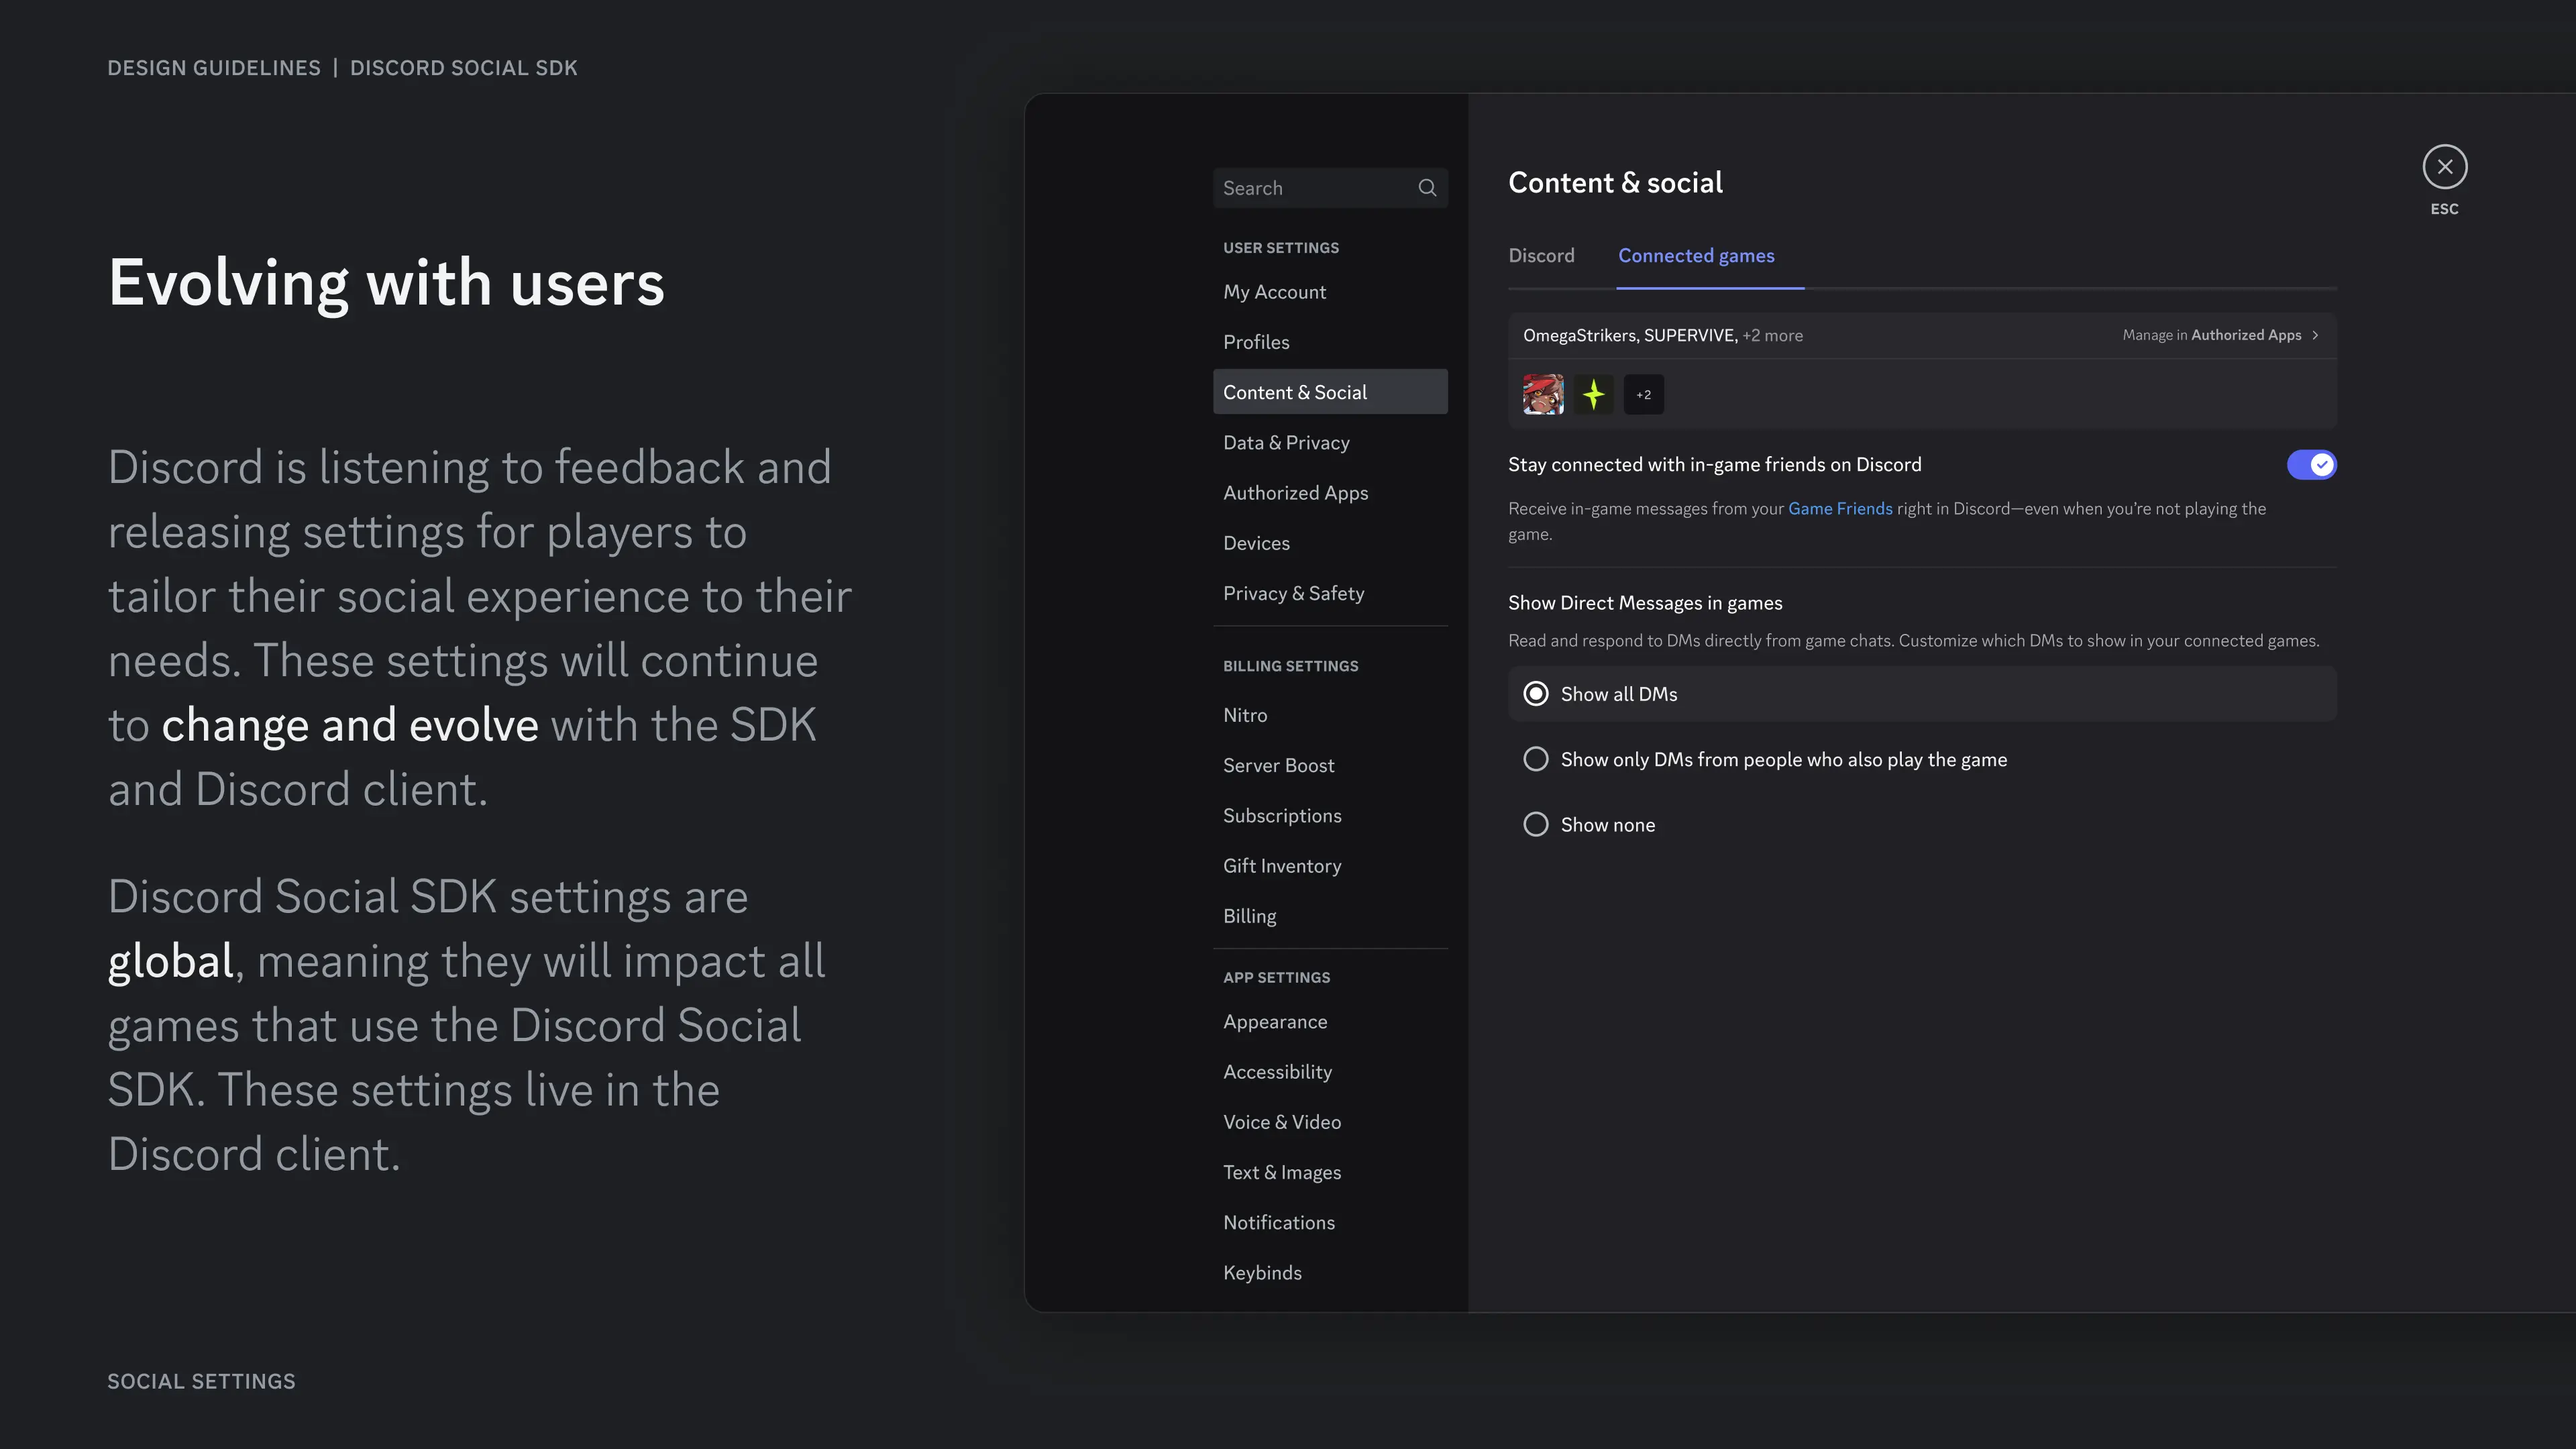 DESIGN GUIDELINES | DISCORD SOCIAL SDK
Evolving with users
Discord is listening to feedback and
releasing settings for players to
tailor their social experience to their
needs. These settings will continue
to change and evolve with the SDK
and Discord client.
Discord Social SDK settings are
global, meaning they will impact all
games that use the Discord Social
SDK. These settings live in the
Discord client.
SOCIAL SETTINGS
Search
USER SETTINGS
My Account
Profiles
Content & Social
Data & Privacy
Authorized Apps
Devices
Privacy & Safety
BILLING SETTINGS
Nitro
Server Boost
Subscriptions
Gift Inventory
Billing
APP SETTINGS
Appearance
Accessibility
Voice & Video
Text & Images
Notifications
Keybinds
Content & social
ESC
Discord
Connected games
OmegaStrikers, SUPERVIVE, +2 more
Manage in Authorized Apps
+2
Stay connected with in-game friends on Discord
Receive in-game messages from your Game Friends right in Discord—even when you’re not playing the
game.
Show Direct Messages in games
Read and respond to DMs directly from game chats. Customize which DMs to show in your connected games.
Show all DMs
Show only DMs from people who also play the game
Show none